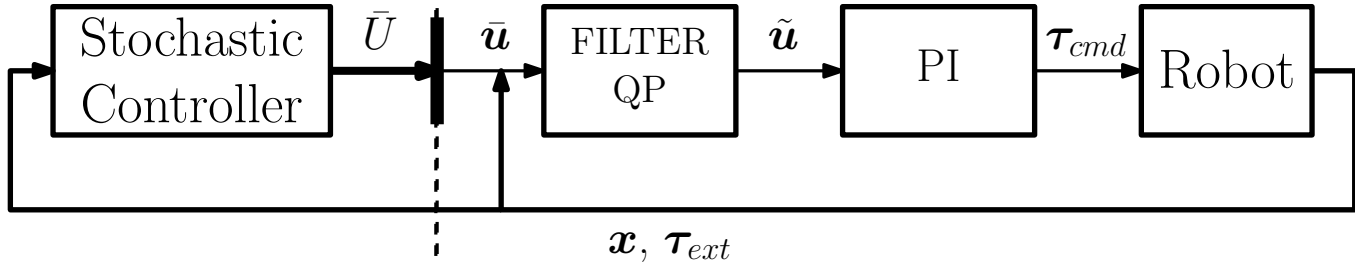 Stochastic
Controller
Ū
ū
FILTER
QP
ũ
PI
τ_cmd
Robot
x, τ_ext